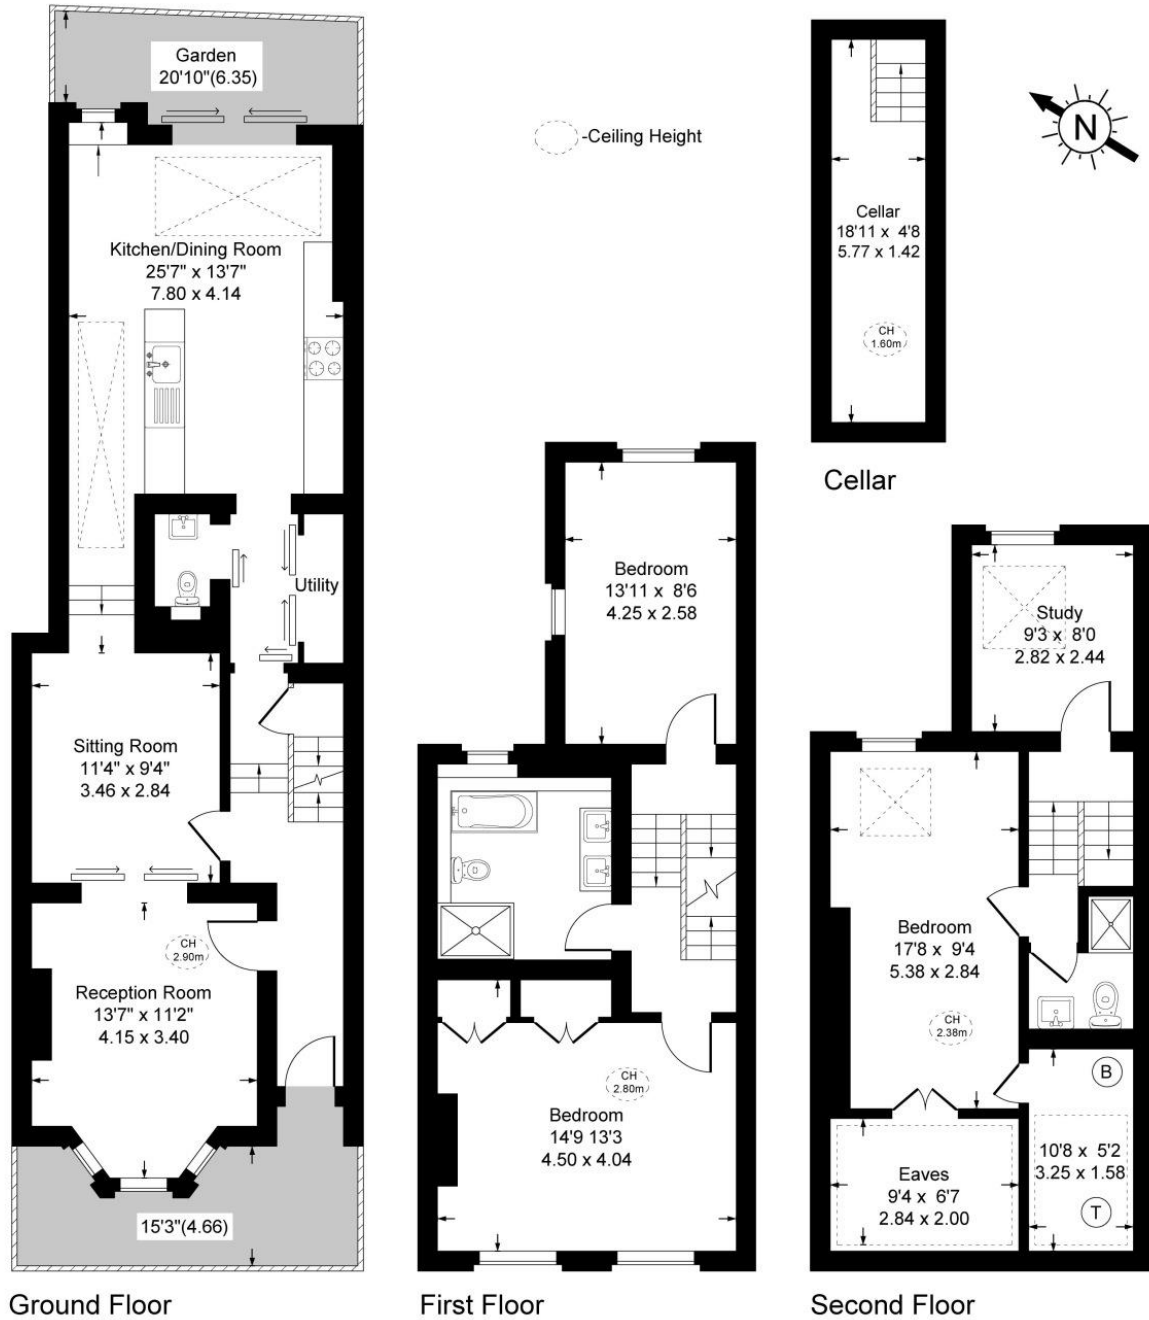 Garden
20'10"(6.35)
-Ceiling Height
N
Kitchen/Dining Room
25'7" x 13'7"
7.80 x 4.14
Utility
Sitting Room
11'4" x 9'4"
3.46 x 2.84
CH
2.90m
Reception Room
13'7" x 11'2"
4.15 x 3.40
15'3"(4.66)
Ground Floor
Bedroom
13'11 x 8'6
4.25 x 2.58
CH
2.80m
Bedroom
14'9 13'3
4.50 x 4.04
First Floor
Cellar
18'11 x 4'8
5.77 x 1.42
CH
1.60m
Cellar
Study
9'3 x 8'0
2.82 x 2.44
Bedroom
17'8 x 9'4
5.38 x 2.84
CH
2.38m
B
10'8 x 5'2
3.25 x 1.58
T
Eaves
9'4 x 6'7
2.84 x 2.00
Second Floor